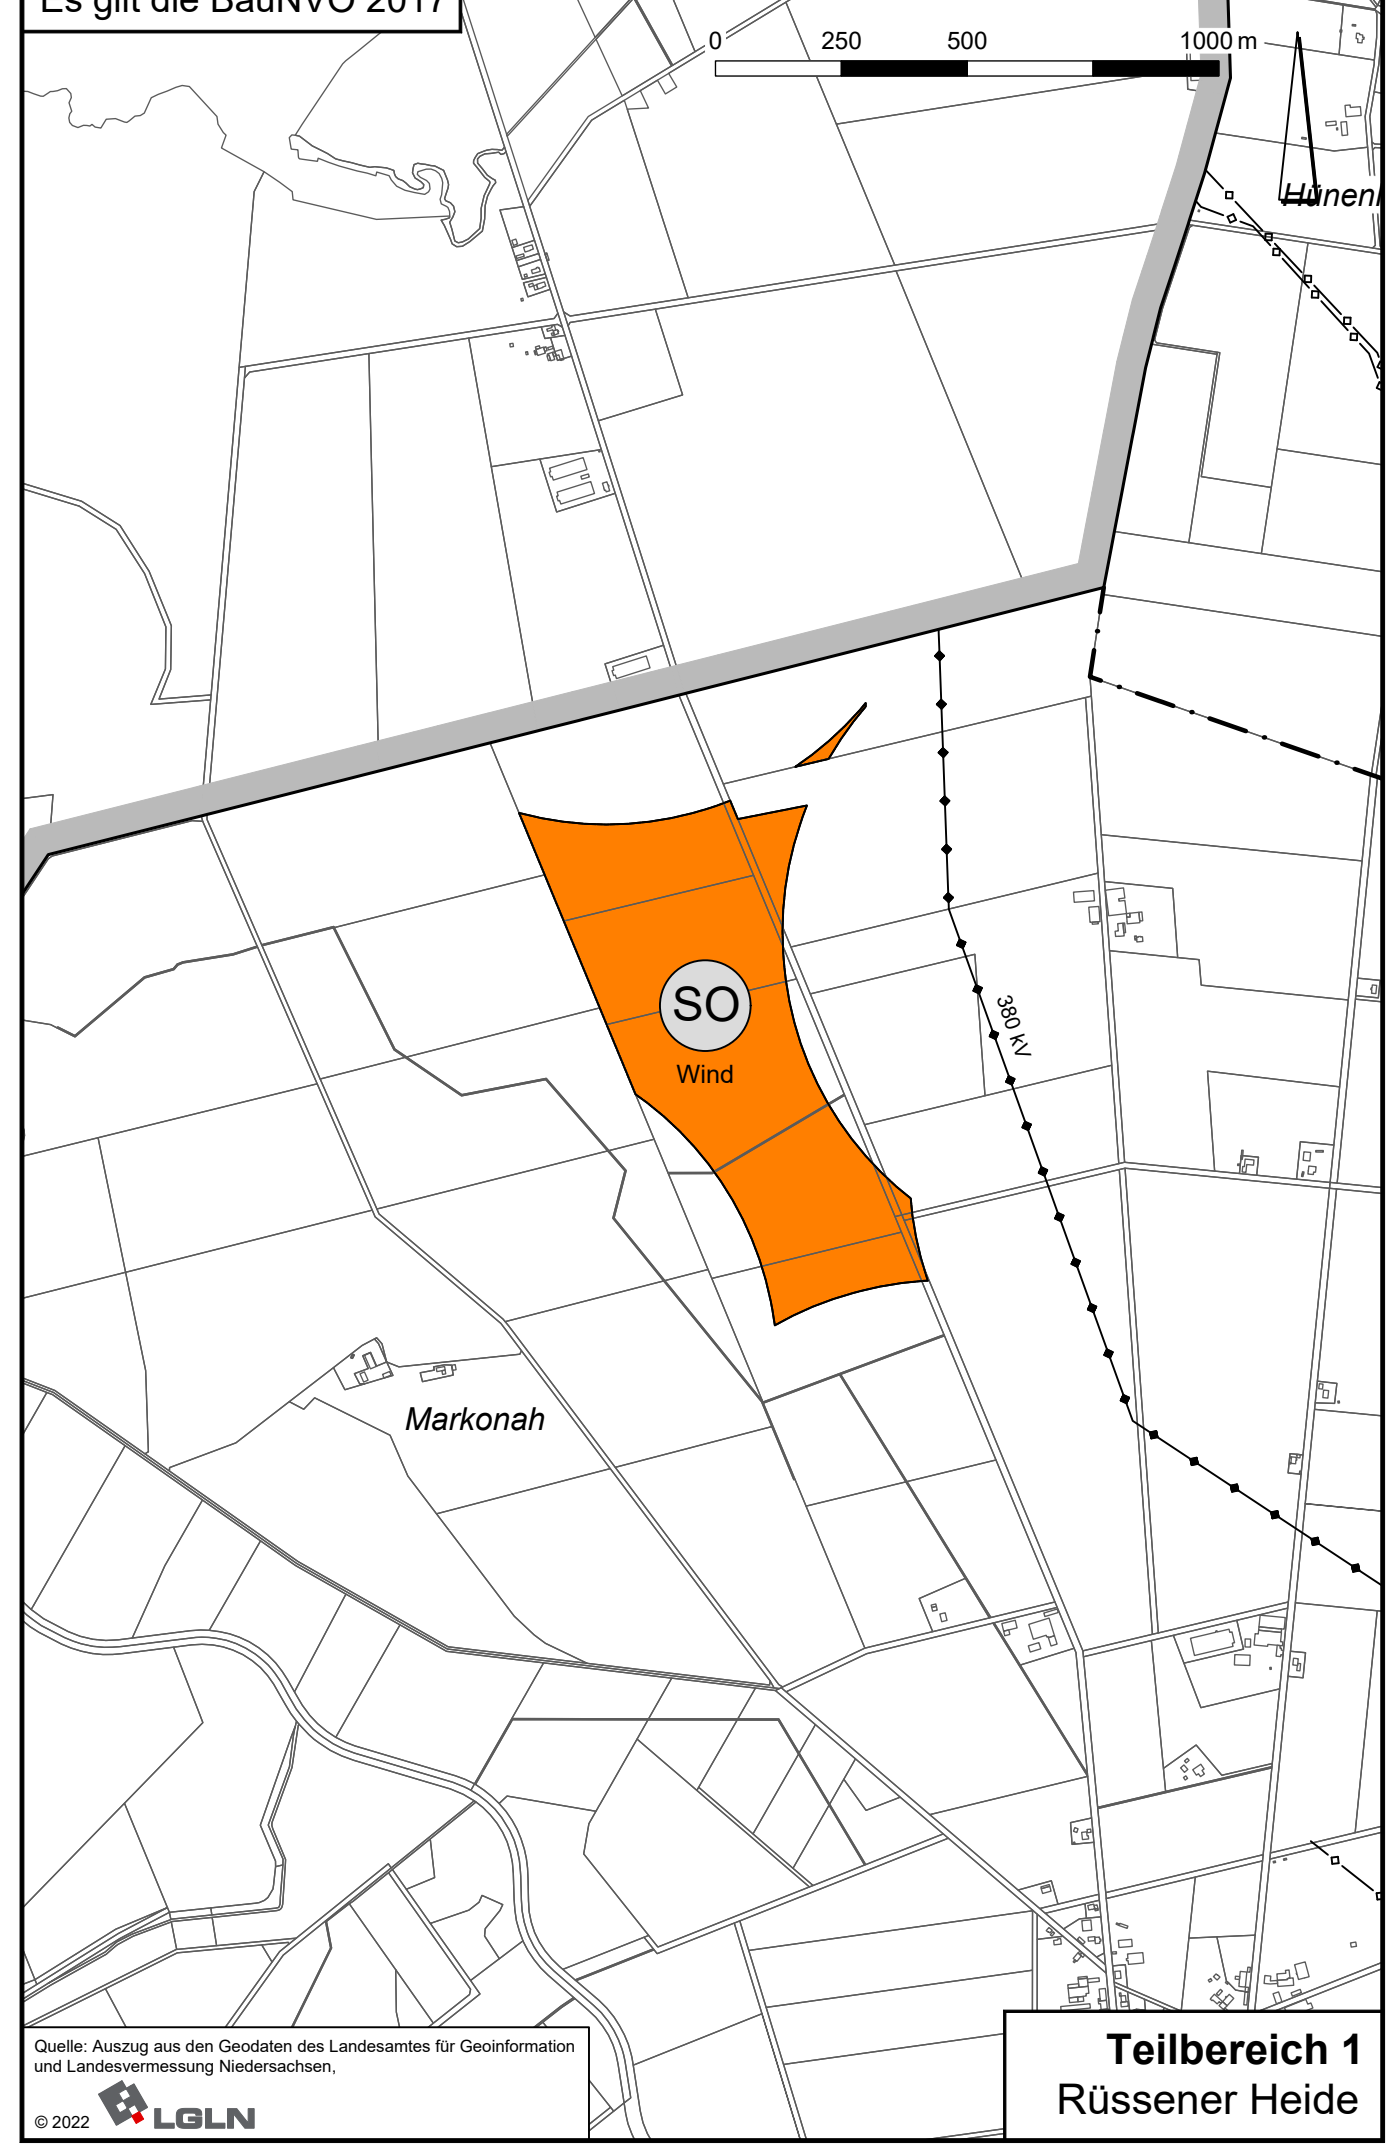 Es gilt die BauNVO 2017
0 250 500 1000 m
SO
Wind
380 kV
Markonah
Quelle: Auszug aus den Geodaten des Landesamtes für Geoinformation
und Landesvermessung Niedersachsen,
© 2022 LGLN
Teilbereich 1
Rüssener Heide